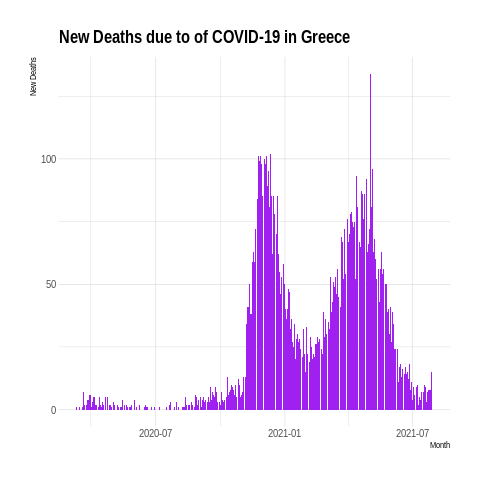 New Deaths due to of COVID-19 in Greece
New Deaths
100
50
0
2020-07
2021-01
2021-07
Month